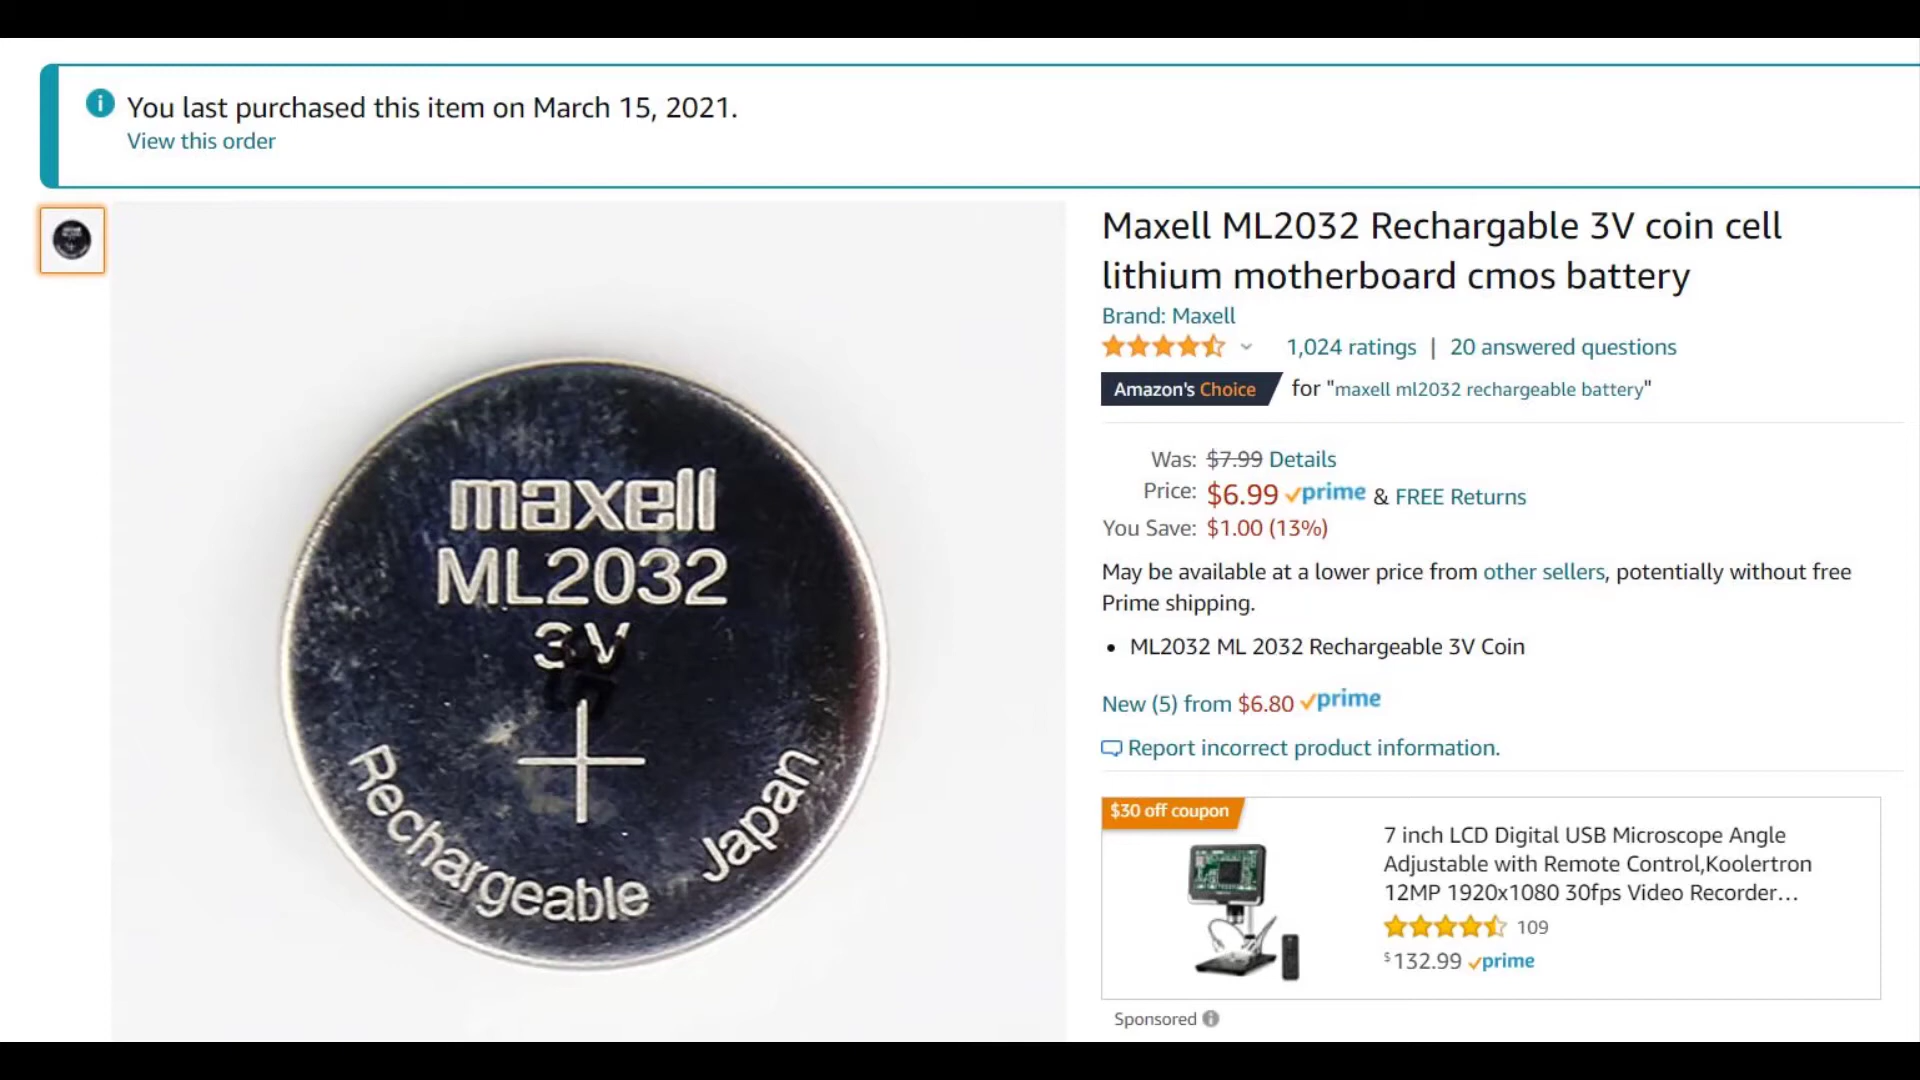 You last purchased this item on March 15, 2021.
View this order
maxell
ML2032
3V
Rechargeable
Japan
Maxell ML2032 Rechargable 3V coin cell
lithium motherboard cmos battery
Brand: Maxell
1,024 ratings | 20 answered questions
Amazon's Choice for "maxell ml2032 rechargeable battery"
Was: $7.99 Details
Price: $6.99 prime & FREE Returns
You Save: $1.00 (13%)
May be available at a lower price from other sellers, potentially without free
Prime shipping.
• ML2032 ML 2032 Rechargeable 3V Coin
New (5) from $6.80 prime
Report incorrect product information.
$30 off coupon
7 inch LCD Digital USB Microscope Angle
Adjustable with Remote Control,Koolertron
12MP 1920x1080 30fps Video Recorder...
109
$132.99 prime
Sponsored